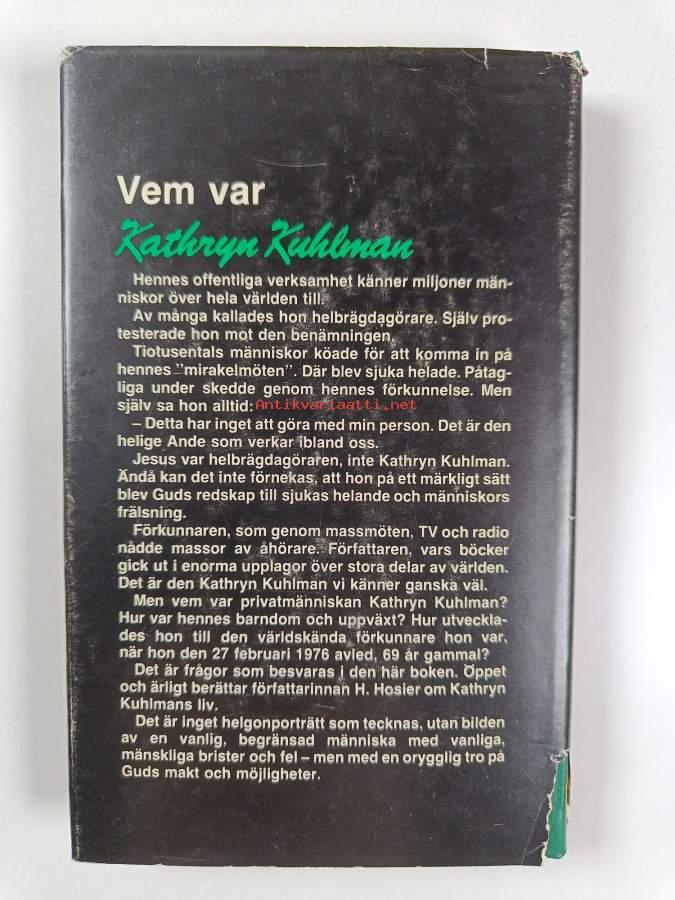 Vem var
Kathryn Kuhlman
Hennes offentliga verksamhet känner miljoner män-
niskor över hela världen till.
Av många kallades hon helbrägdagörare. Själv pro-
testerade hon mot den benämningen.
Tiotusentals människor köade för att komma in på
hennes "mirakelmöten". Där blev sjuka helade. Påtag-
liga under skedde genom hennes förkunnelse. Men
själv sa hon alltid:
Antikvariaatti.net
– Detta har inget att göra med min person. Det är den
helige Ande som verkar ibland oss.
Jesus var helbrägdagöraren, inte Kathryn Kuhlman.
Ändå kan det inte förnekas, att hon på ett märkligt sätt
blev Guds redskap till sjukas helande och människors
frälsning.
Förkunnaren, som genom massmöten, TV och radio
nådde massor av åhörare. Författaren, vars böcker
gick ut i enorma upplagor över stora delar av världen.
Det är den Kathryn Kuhlman vi känner ganska väl.
Men vem var privatmänniskan Kathryn Kuhlman?
Hur var hennes barndom och uppväxt? Hur utveckla-
des hon till den världskända förkunnare hon var,
när hon den 27 februari 1976 avled, 69 år gammal?
Det är frågor som besvaras i den här boken. Öppet
och ärligt berättar författarinnan H. Hosier om Kathryn
Kuhlmans liv.
Det är inget helgonporträtt som tecknas, utan bilden
av en vanlig, begränsad människa med vanliga,
mänskliga brister och fel – men med en orygglig tro på
Guds makt och möjligheter.